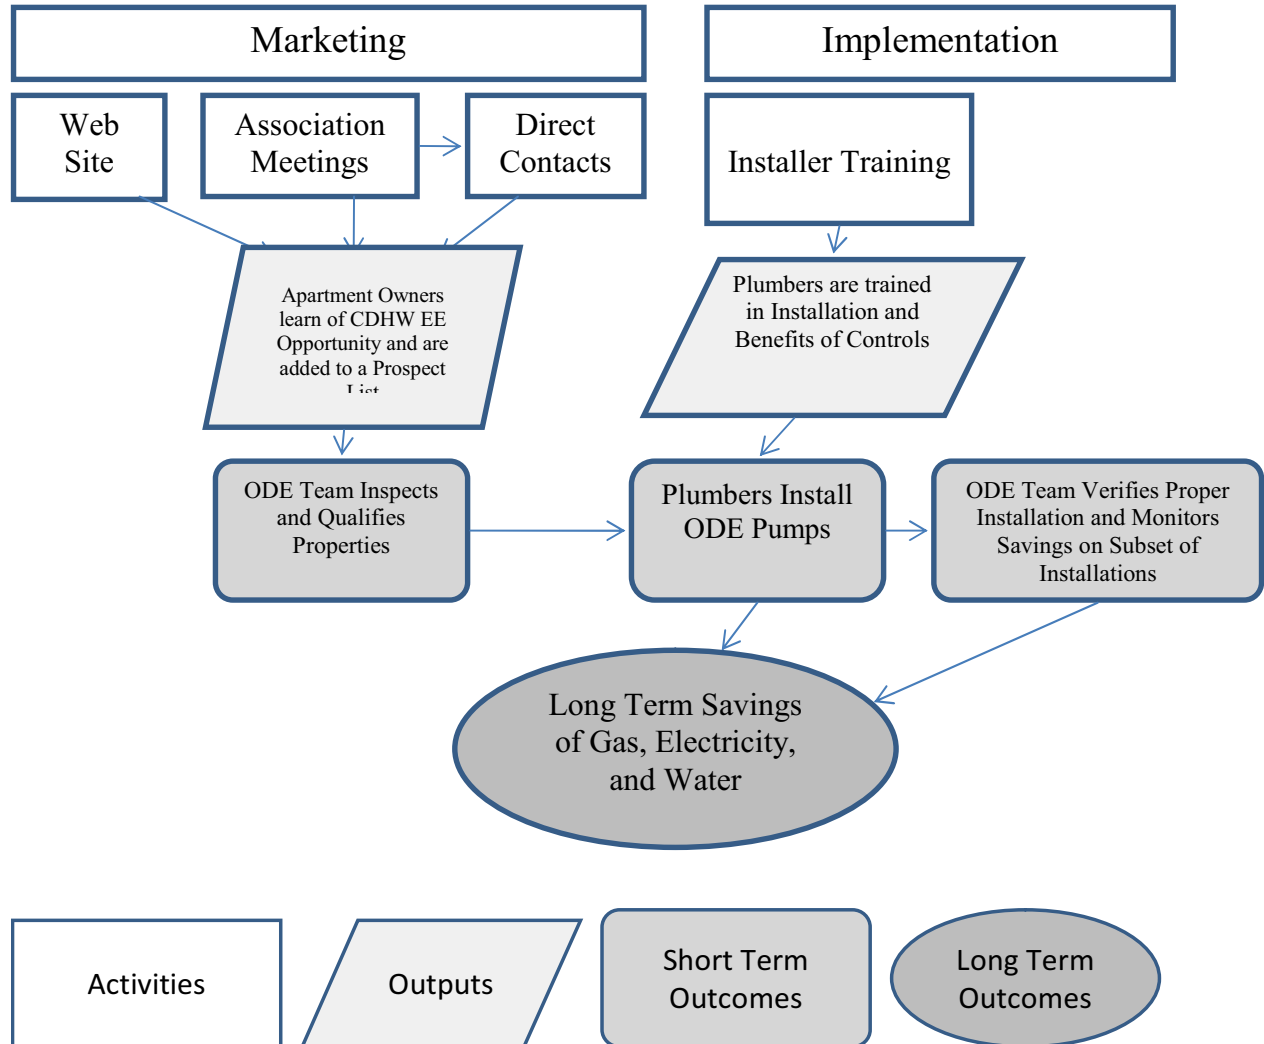 Marketing
Implementation
Web
Site
Association
Meetings
Direct
Contacts
Installer Training
Apartment Owners
learn of CDHW EE
Opportunity and are
added to a Prospect
List
Plumbers are trained
in Installation and
Benefits of Controls
ODE Team Inspects
and Qualifies
Properties
Plumbers Install
ODE Pumps
ODE Team Verifies Proper
Installation and Monitors
Savings on Subset of
Installations
Long Term Savings
of Gas, Electricity,
and Water
Activities
Outputs
Short Term
Outcomes
Long Term
Outcomes